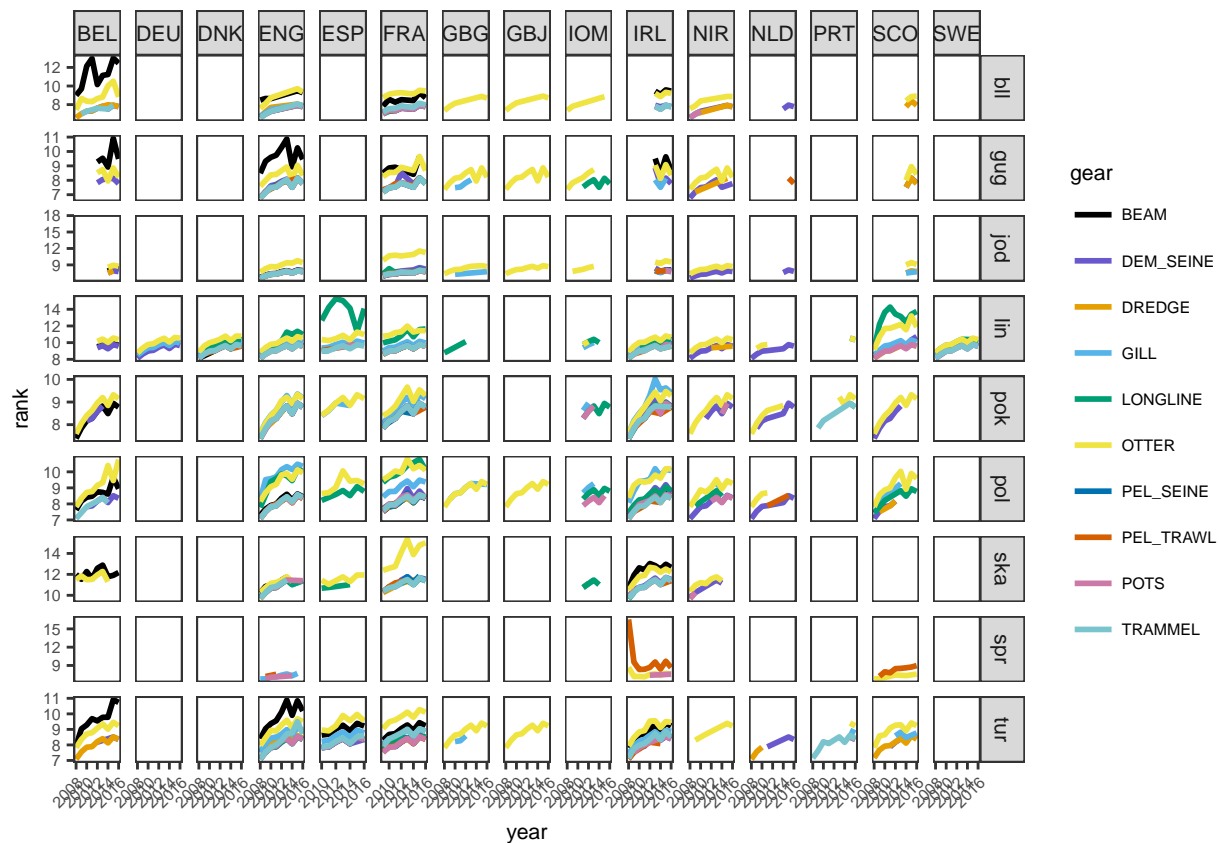 BEL DEU DNK ENG ESP FRA GBG GBJ IOM IRL NIR NLD PRT SCO SWE
12
10
8
bll
11
10
9
8
7
gug
18
12
9
jod
14
12
10
8
lin
10
9
8
pok
10
9
8
7
pol
14
12
10
ska
15
12
9
spr
11
10
9
8
7
tur
rank
year
gear
BEAM
DEM_SEINE
DREDGE
GILL
LONGLINE
OTTER
PEL_SEINE
PEL_TRAWL
POTS
TRAMMEL